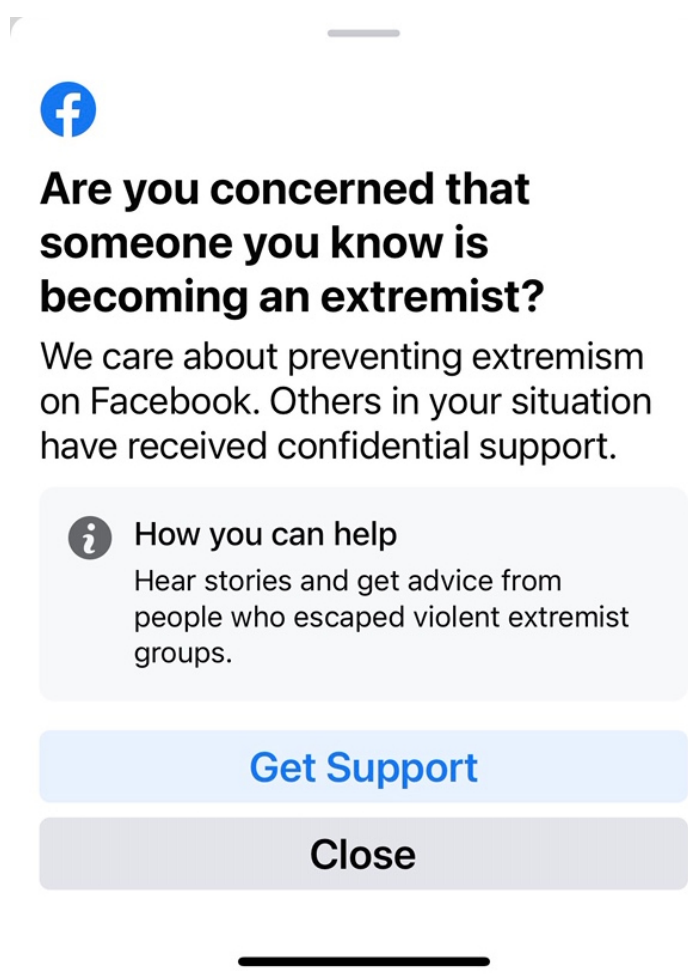 Are you concerned that
someone you know is
becoming an extremist?
We care about preventing extremism
on Facebook. Others in your situation
have received confidential support.
How you can help
Hear stories and get advice from
people who escaped violent extremist
groups.
Get Support
Close